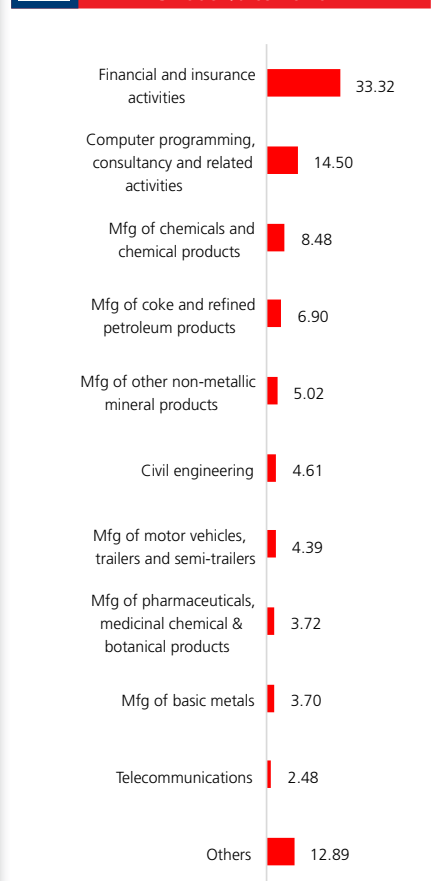 Financial and insurance
activities
33.32
Computer programming,
consultancy and related
activities
14.50
Mfg of chemicals and
chemical products
8.48
Mfg of coke and refined
petroleum products
6.90
Mfg of other non-metallic
mineral products
5.02
Civil engineering
4.61
Mfg of motor vehicles,
trailers and semi-trailers
4.39
Mfg of pharmaceuticals,
medicinal chemical &
botanical products
3.72
Mfg of basic metals
3.70
Telecommunications
2.48
Others
12.89